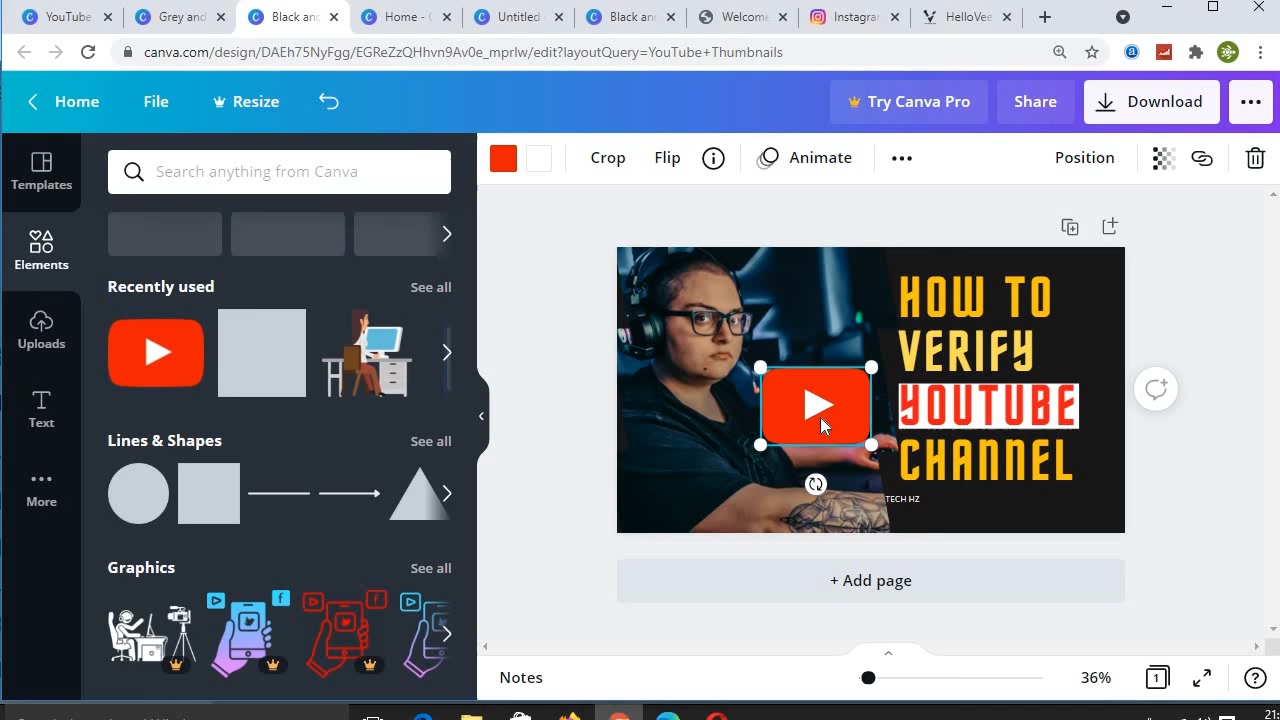 YouTube
Grey and
Black and
Home - C
Untitled
Black and
Welcome
Instagra
HelloVee
canva.com/design/DAEh75NyFgg/EGReZzQHhvn9Av0e_mprIw/edit?layoutQuery=YouTube+Thumbnails
Home
File
Resize
Try Canva Pro
Share
Download
Search anything from Canva
Crop
Flip
Animate
Position
Templates
Elements
Uploads
Text
More
Recently used
See all
Lines & Shapes
See all
Graphics
See all
HOW TO
VERIFY
YOUTUBE
CHANNEL
TECH HZ
+ Add page
Notes
36%
1
21: